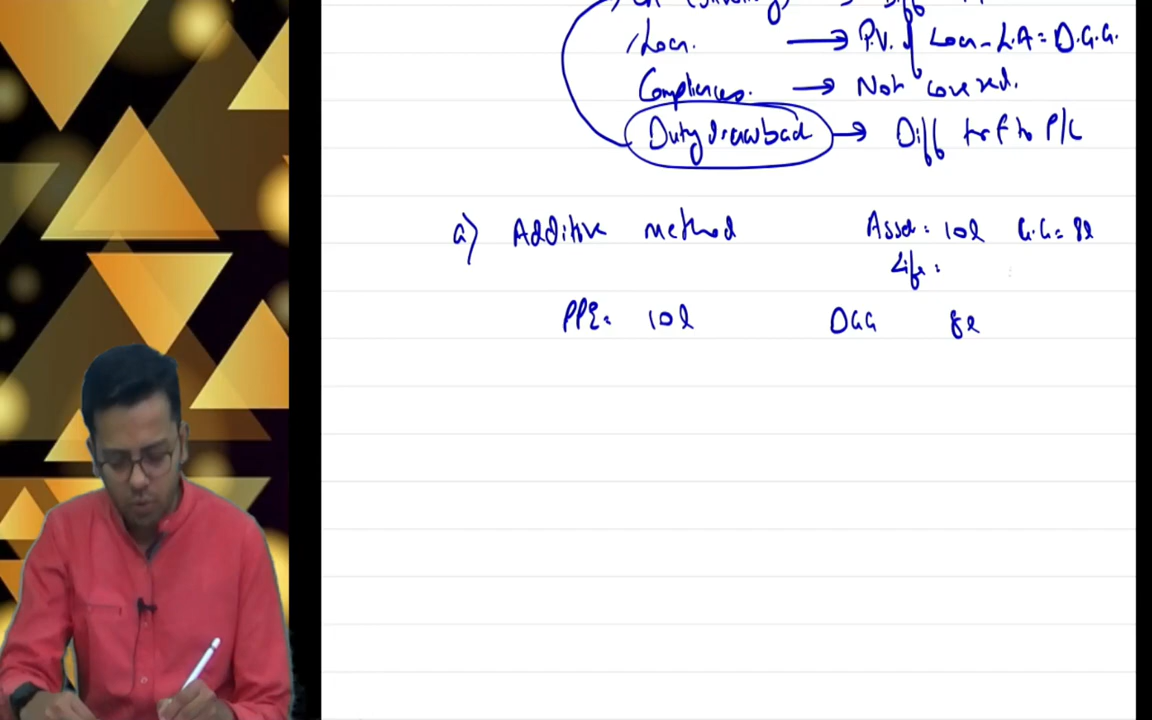 /Loan. → P.V. of Loan - L.A = D.G.G.
Compliances. → Not covered.
Duty drawback → Diff trf to P/L
a) Additive method Asset: 10l G.G = 8l
Life:
PPE = 10l DGG 8l